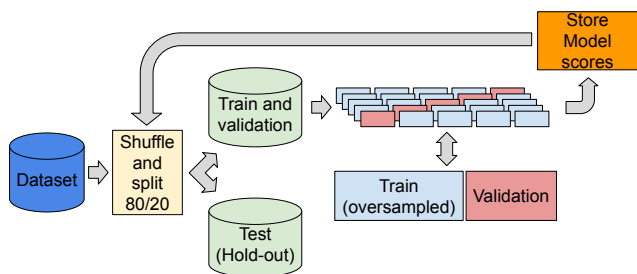 Store
Model
scores
Train and
validation
Shuffle
and
split
80/20
Dataset
Train
(oversampled)
Validation
Test
(Hold-out)